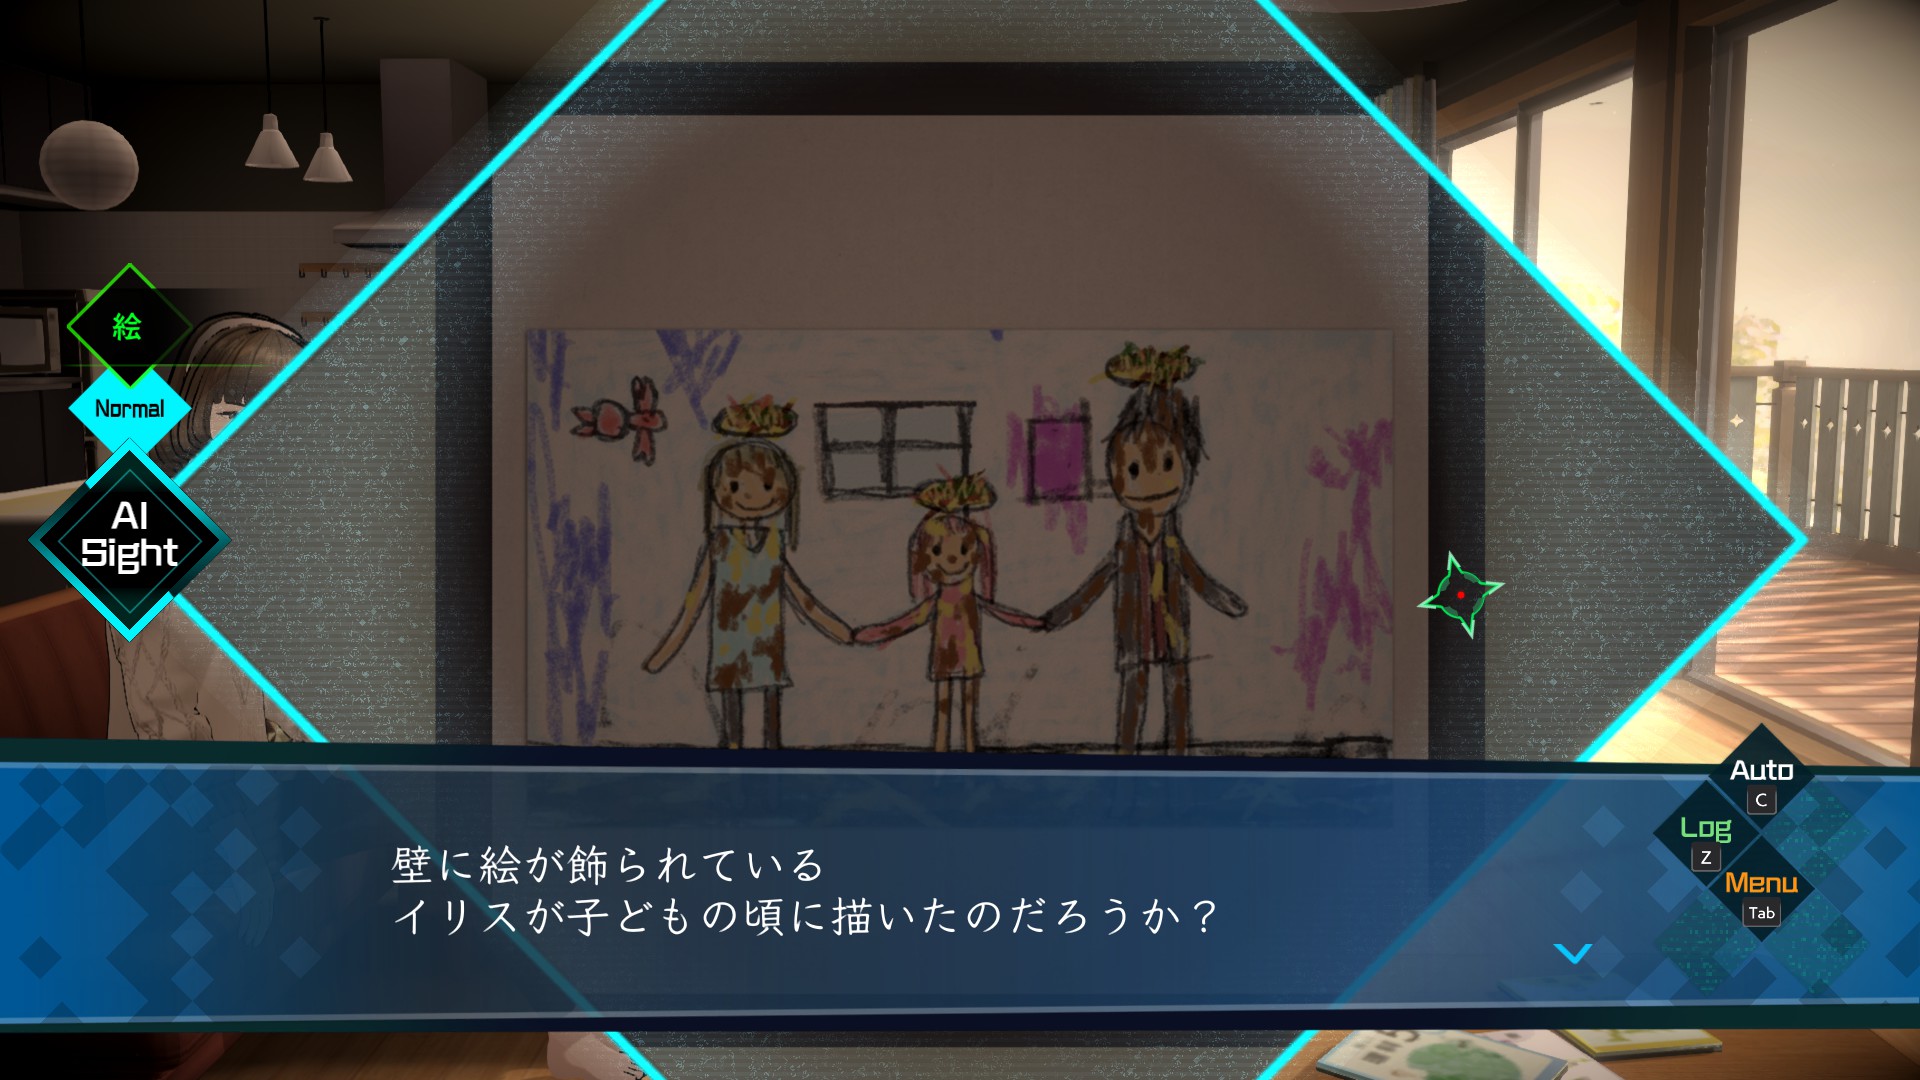 絵
Normal
AI
Sight
壁に絵が飾られている
イリスが子どもの頃に描いたのだろうか？
Auto
C
Log
Z
Menu
Tab